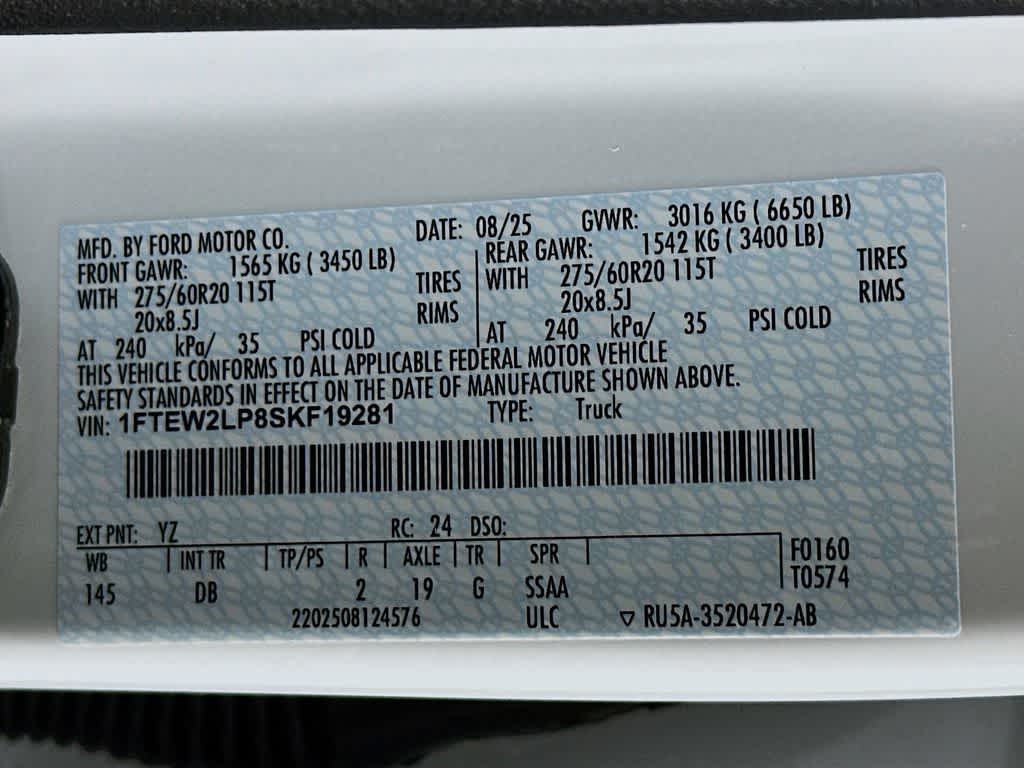 MFD. BY FORD MOTOR CO. DATE: 08/25 GVWR: 3016 KG ( 6650 LB)
FRONT GAWR: 1565 KG ( 3450 LB) REAR GAWR: 1542 KG ( 3400 LB)
WITH 275/60R20 115T TIRES WITH 275/60R20 115T TIRES
20x8.5J RIMS 20x8.5J RIMS
AT 240 kPa/ 35 PSI COLD AT 240 kPa/ 35 PSI COLD
THIS VEHICLE CONFORMS TO ALL APPLICABLE FEDERAL MOTOR VEHICLE
SAFETY STANDARDS IN EFFECT ON THE DATE OF MANUFACTURE SHOWN ABOVE.
VIN: 1FTEW2LP8SKF19281 TYPE: Truck
EXT PNT: YZ RC: 24 DSO:
WB INT TR TP/PS R AXLE TR SPR F0160
145 DB 2 19 G SSAA T0574
2202508124576 ULC ▽ RU5A-3520472-AB